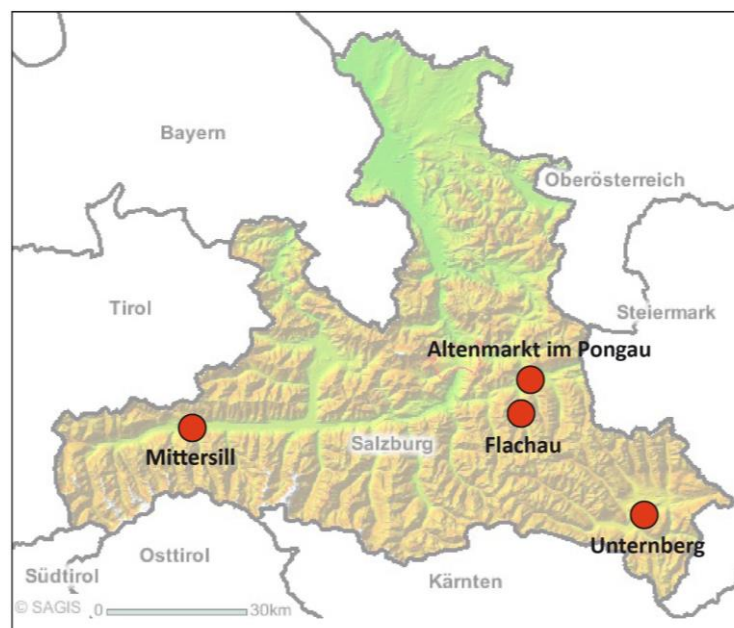 Bayern
Oberösterreich
Tirol
Steiermark
Altenmarkt im Pongau
Flachau
Salzburg
Mittersill
Unternberg
Osttirol
Südtirol
Kärnten
© SAGIS 0 30km